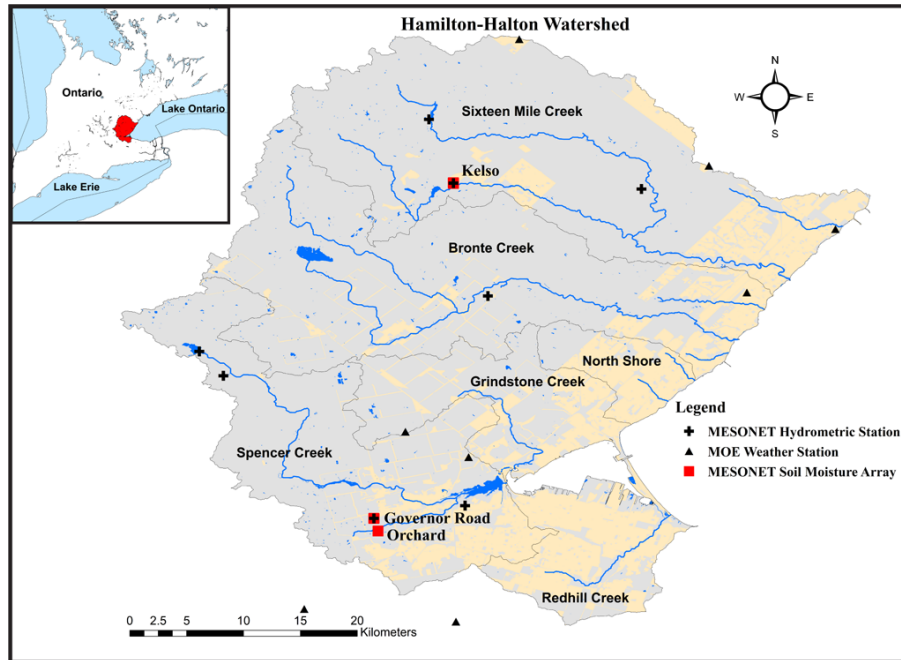 Hamilton-Halton Watershed
Ontario
Lake Ontario
Lake Erie
N
W E
S
Sixteen Mile Creek
Kelso
Bronte Creek
North Shore
Grindstone Creek
Spencer Creek
Governor Road
Orchard
Redhill Creek
Legend
MESONET Hydrometric Station
MOE Weather Station
MESONET Soil Moisture Array
0 2.5 5 10 15 20
Kilometers